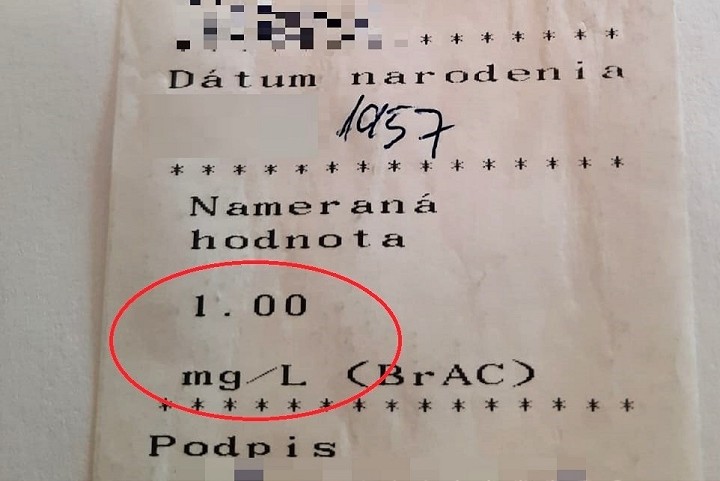 * * * * * * *
Dátum narodenia
1957
* * * * * * * * * * * * * * *
Nameraná
hodnota
1.00
mg/L (BrAC)
* * * * * * * * * * * * * * *
Podpis